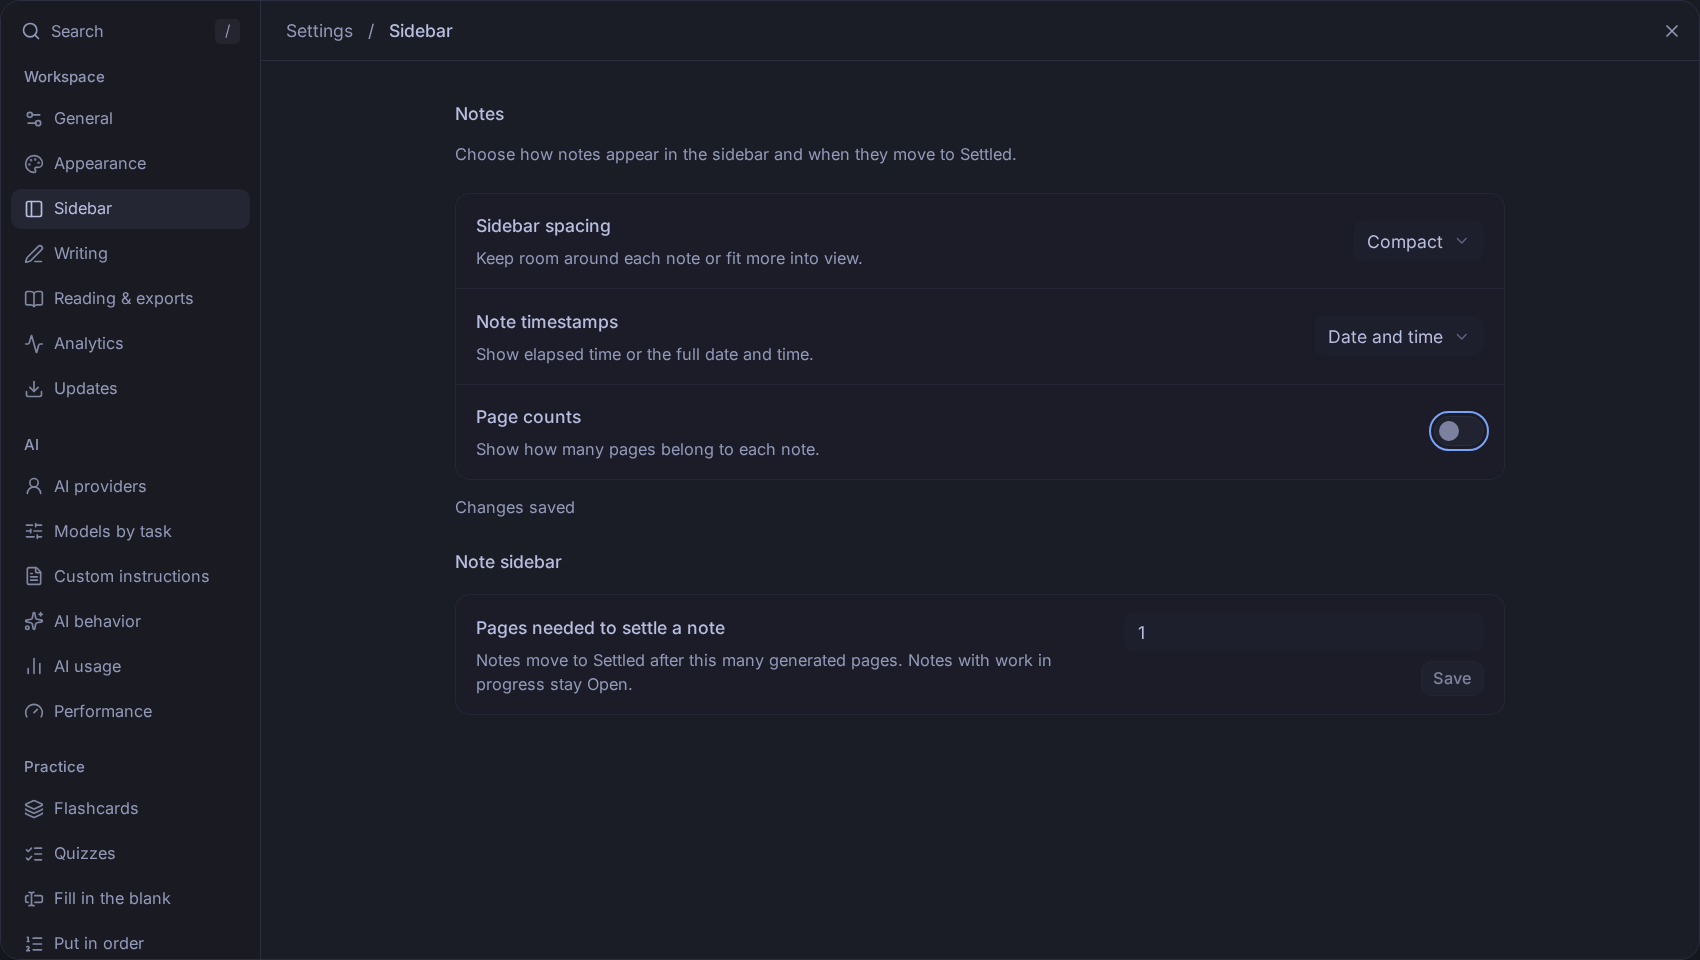 Search
/
Workspace
General
Appearance
Sidebar
Writing
Reading & exports
Analytics
Updates
AI
AI providers
Models by task
Custom instructions
AI behavior
AI usage
Performance
Practice
Flashcards
Quizzes
Fill in the blank
Put in order
Settings / Sidebar
Notes
Choose how notes appear in the sidebar and when they move to Settled.
Sidebar spacing
Keep room around each note or fit more into view.
Compact
Note timestamps
Show elapsed time or the full date and time.
Date and time
Page counts
Show how many pages belong to each note.
Changes saved
Note sidebar
Pages needed to settle a note
Notes move to Settled after this many generated pages. Notes with work in
progress stay Open.
1
Save